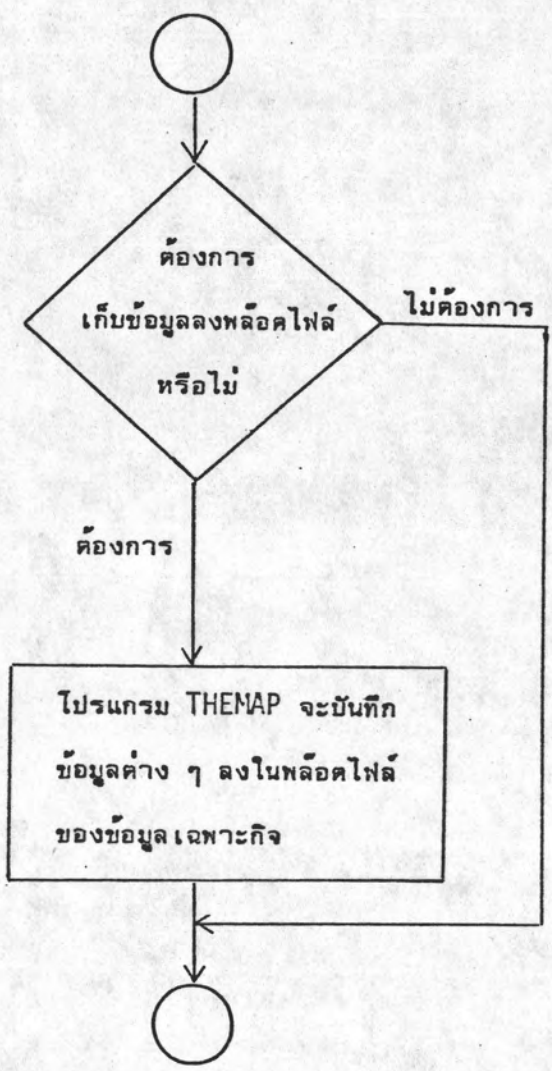 ต้องการ
เก็บข้อมูลลงพล๊อตไฟล์
หรือไม่
ไม่ต้องการ
ต้องการ
โปรแกรม THEMAP จะบันทึก
ข้อมูลต่าง ๆ ลงในพล๊อตไฟล์
ของข้อมูลเฉพาะกิจ